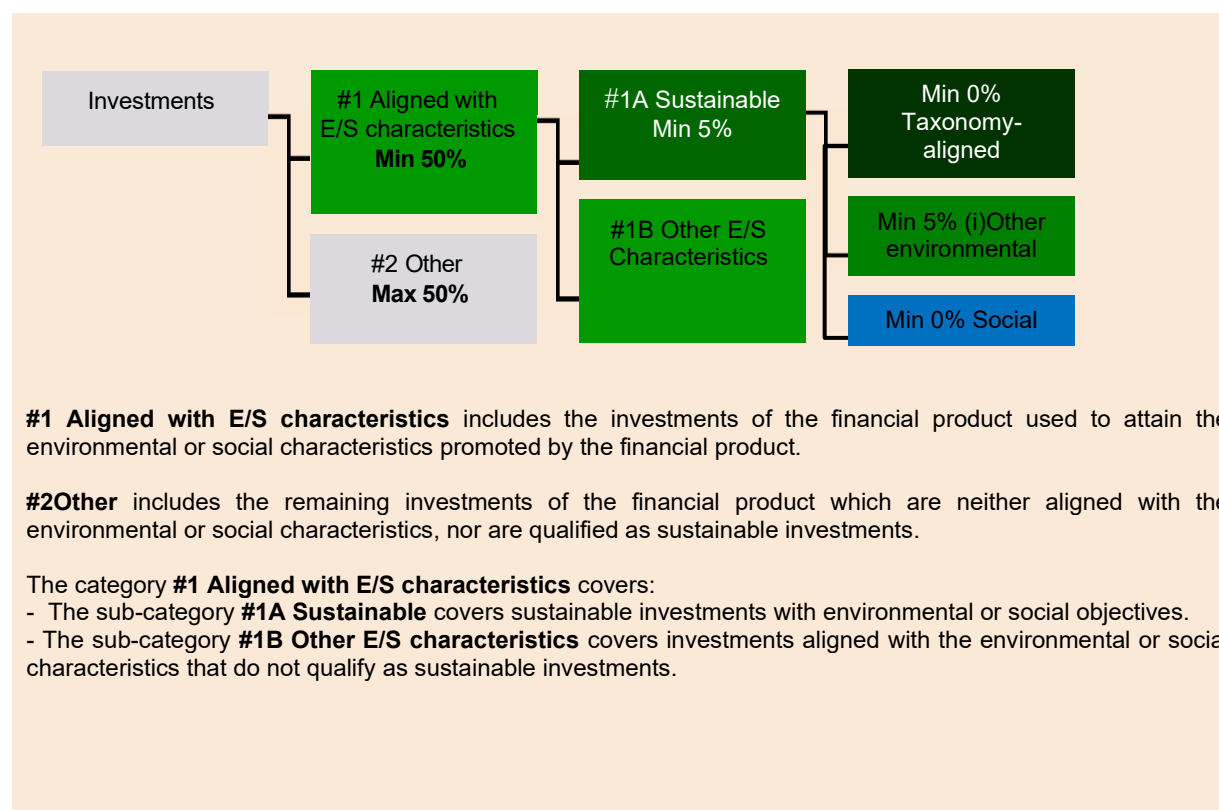 Investments
#1 Aligned with
E/S characteristics
Min 50%
#2 Other
Max 50%
#1A Sustainable
Min 5%
#1B Other E/S
Characteristics
Min 0%
Taxonomy-
aligned
Min 5% (i)Other
environmental
Min 0% Social
#1 Aligned with E/S characteristics includes the investments of the financial product used to attain the
environmental or social characteristics promoted by the financial product.
#2Other includes the remaining investments of the financial product which are neither aligned with the
environmental or social characteristics, nor are qualified as sustainable investments.
The category #1 Aligned with E/S characteristics covers:
- The sub-category #1A Sustainable covers sustainable investments with environmental or social objectives.
- The sub-category #1B Other E/S characteristics covers investments aligned with the environmental or social
characteristics that do not qualify as sustainable investments.